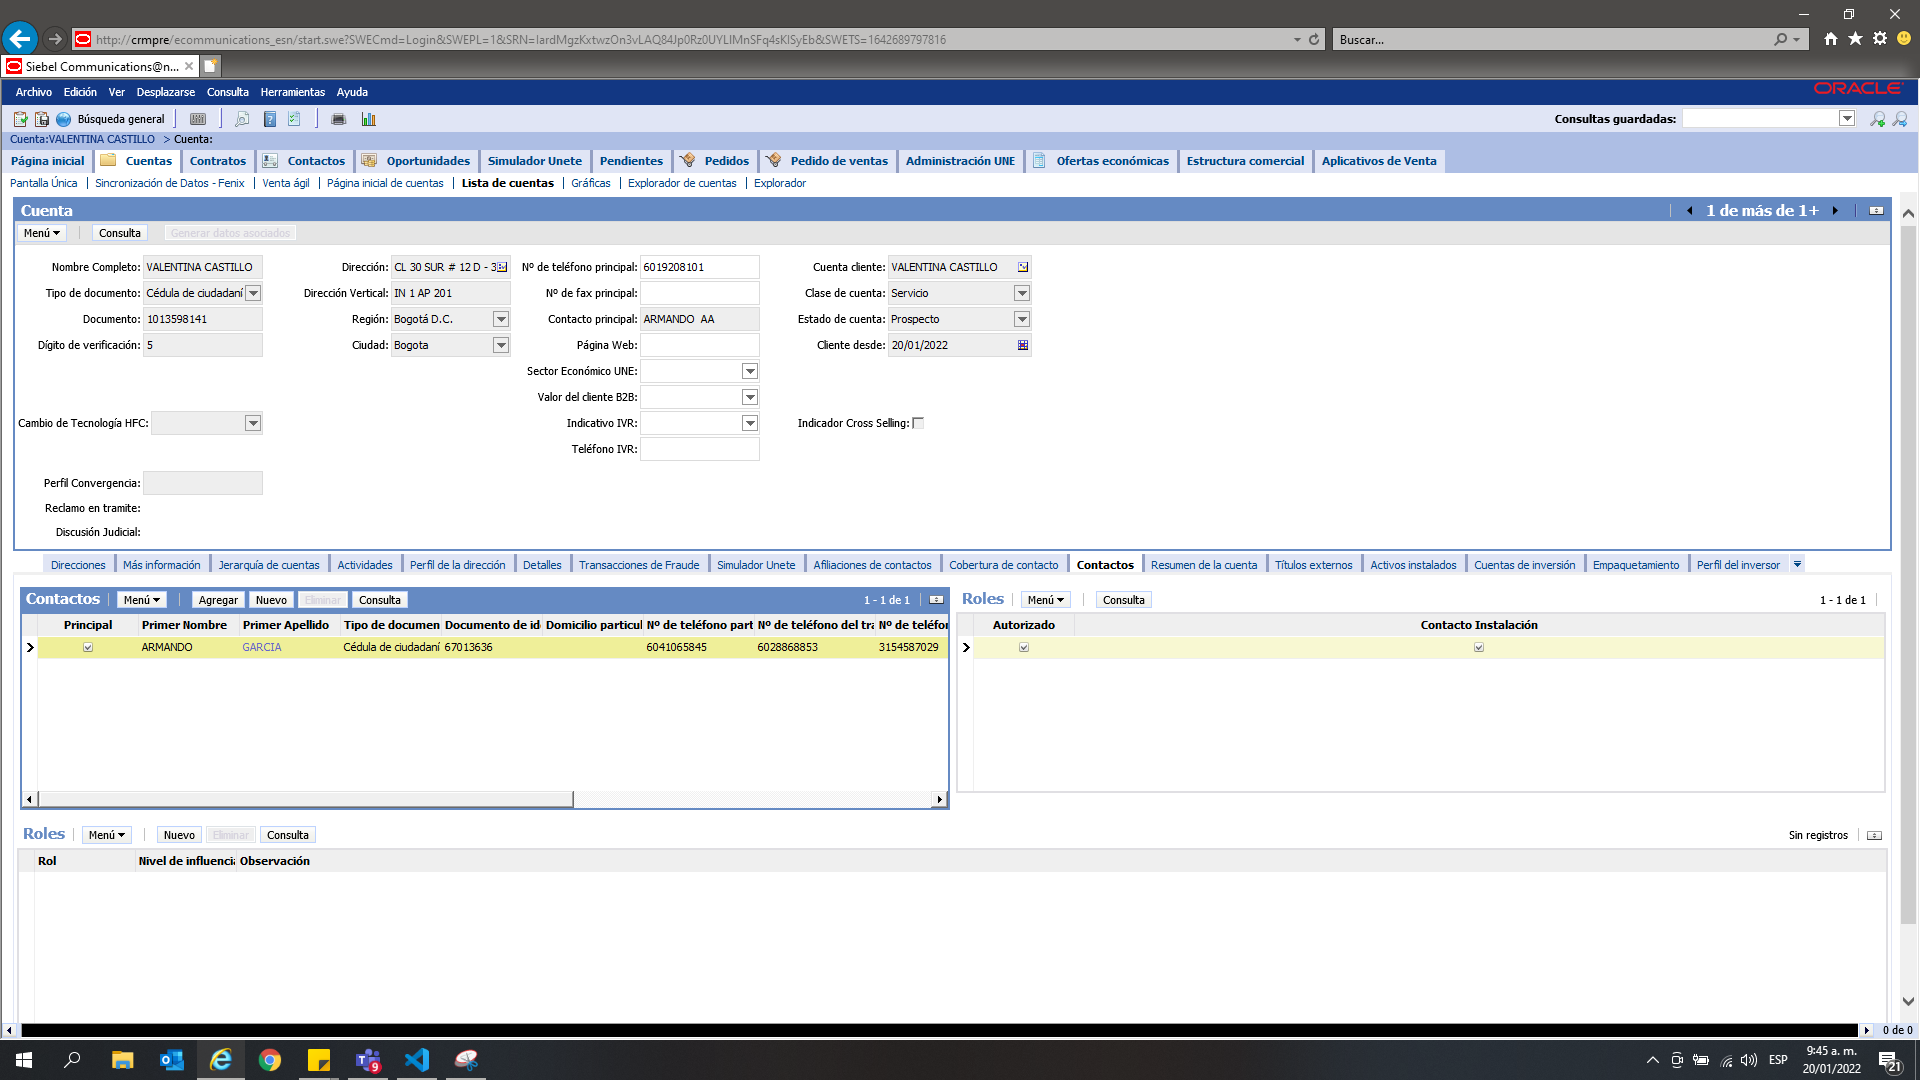 http://crmpre/ecommunications_esn/start.swe?SWECmd=Login&SWEPL=1&SRN=IardMgzKxtwzOn3vLAQ84Jp0Rz0UYLIMnSFq4sKISyEb&SWETS=1642689797816
Buscar...
Siebel Communications@n...
Archivo Edición Ver Desplazarse Consulta Herramientas Ayuda
ORACLE
Búsqueda general
Consultas guardadas:
Cuenta:VALENTINA CASTILLO > Cuenta:
Página inicial Cuentas Contratos Contactos Oportunidades Simulador Unete Pendientes Pedidos Pedido de ventas Administración UNE Ofertas económicas Estructura comercial Aplicativos de Venta
Pantalla Única Sincronización de Datos - Fenix Venta ágil Página inicial de cuentas Lista de cuentas Gráficas Explorador de cuentas Explorador
Cuenta
1 de más de 1+
Menú Consulta Generar datos asociados
Nombre Completo: VALENTINA CASTILLO Dirección: CL 30 SUR # 12 D - 3 Nº de teléfono principal: 6019208101 Cuenta cliente: VALENTINA CASTILLO
Tipo de documento: Cédula de ciudadaní Dirección Vertical: IN 1 AP 201 Nº de fax principal: Clase de cuenta: Servicio
Documento: 1013598141 Región: Bogotá D.C. Contacto principal: ARMANDO AA Estado de cuenta: Prospecto
Dígito de verificación: 5 Ciudad: Bogota Página Web: Cliente desde: 20/01/2022
Sector Económico UNE:
Valor del cliente B2B:
Cambio de Tecnología HFC: Indicativo IVR: Indicador Cross Selling:
Teléfono IVR:
Perfil Convergencia:
Reclamo en tramite:
Discusión Judicial:
Direcciones Más información Jerarquía de cuentas Actividades Perfil de la dirección Detalles Transacciones de Fraude Simulador Unete Afiliaciones de contactos Cobertura de contacto Contactos Resumen de la cuenta Títulos externos Activos instalados Cuentas de inversión Empaquetamiento Perfil del inversor
Contactos Menú Agregar Nuevo Eliminar Consulta 1 - 1 de 1
Roles Menú Consulta 1 - 1 de 1
Principal Primer Nombre Primer Apellido Tipo de documen Documento de id Domicilio particul Nº de teléfono part Nº de teléfono del tra Nº de teléfon
Autorizado Contacto Instalación
ARMANDO GARCIA Cédula de ciudadaní 67013636 6041065845 6028868853 3154587029
Roles Menú Nuevo Eliminar Consulta Sin registros
Rol Nivel de influencia Observación
0 de 0
9
ESP
9:45 a. m.
20/01/2022
21